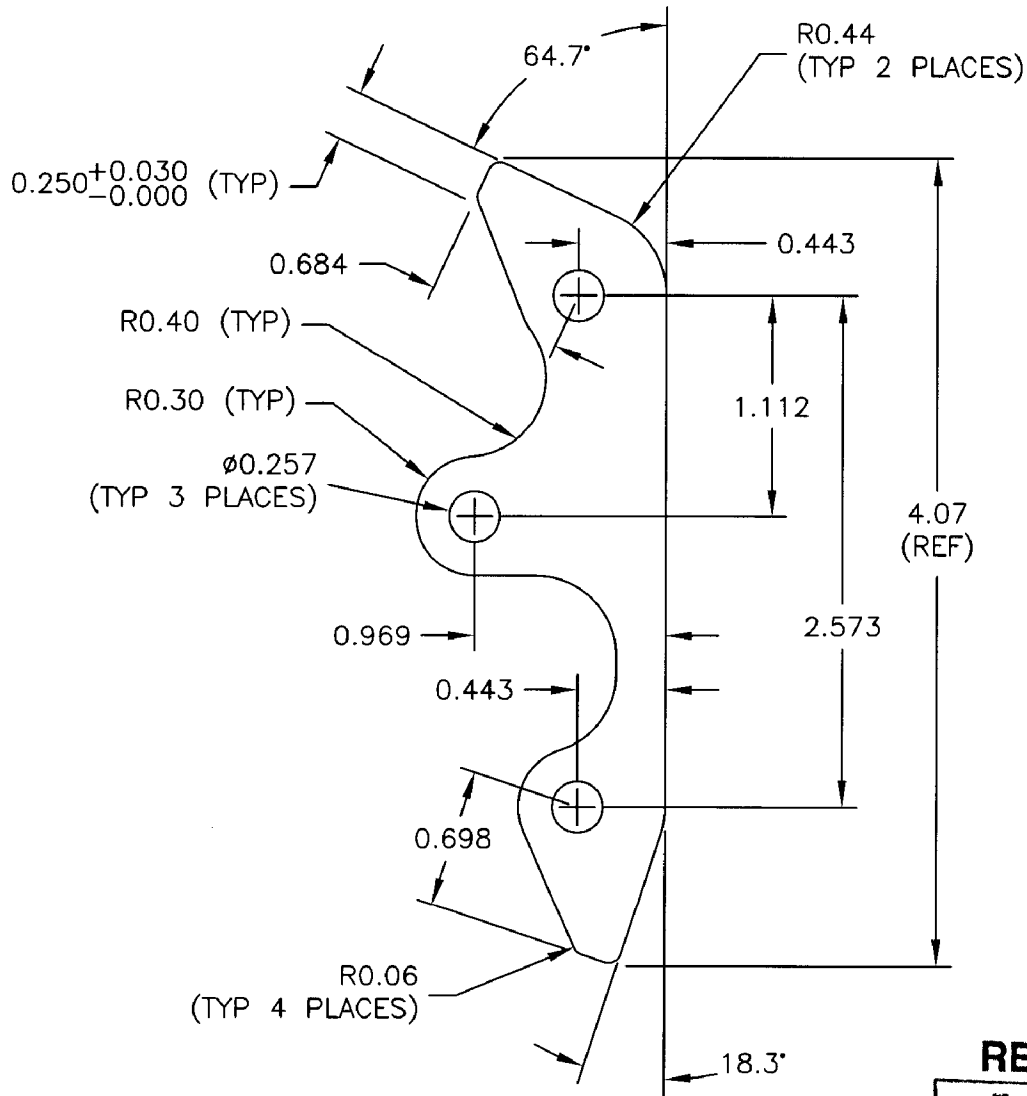 64.7°
R0.44
(TYP 2 PLACES)
0.250 +0.030 -0.000 (TYP)
0.443
0.684
R0.40 (TYP)
R0.30 (TYP)
1.112
ø0.257
(TYP 3 PLACES)
4.07
(REF)
0.969
2.573
0.443
0.698
R0.06
(TYP 4 PLACES)
18.3°